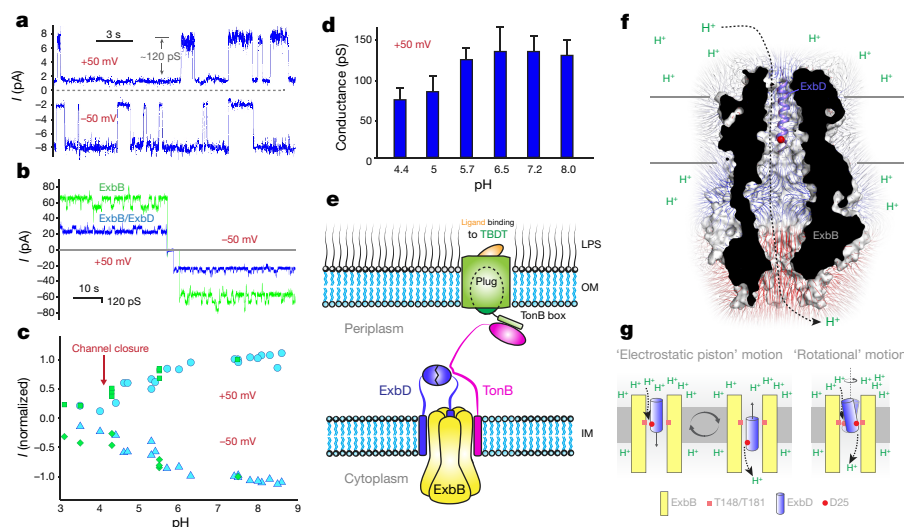 a
3 s
I (pA)
8
6
4
2
0
-2
-4
-6
-8
+50 mV
~120 pS
-50 mV
b
I (pA)
80
60
40
20
0
-20
-40
-60
-80
ExbB
ExbB/ExbD
-50 mV
+50 mV
10 s
120 pS
c
I (normalized)
1.0
0.5
0.0
-0.5
-1.0
Channel closure
+50 mV
-50 mV
3 4 5 6 7 8 9
pH
d
Conductance (pS)
150
100
50
0
+50 mV
4.4 5 5.7 6.5 7.2 8.0
pH
e
Ligand binding
to TBDT
LPS
Plug
OM
TonB box
Periplasm
ExbD
TonB
IM
ExbB
Cytoplasm
f
H+
H+ H+
ExbD
H+ H+
H+ H+
H+ H+
H+ H+
ExbB
H+
g
'Electrostatic piston' motion 'Rotational' motion
H+ H+ H+ H+ H+ H+
H+ H+ H+ H+ H+ H+
H+ H+ H+ H+
H+
ExbB T148/T181 ExbD D25